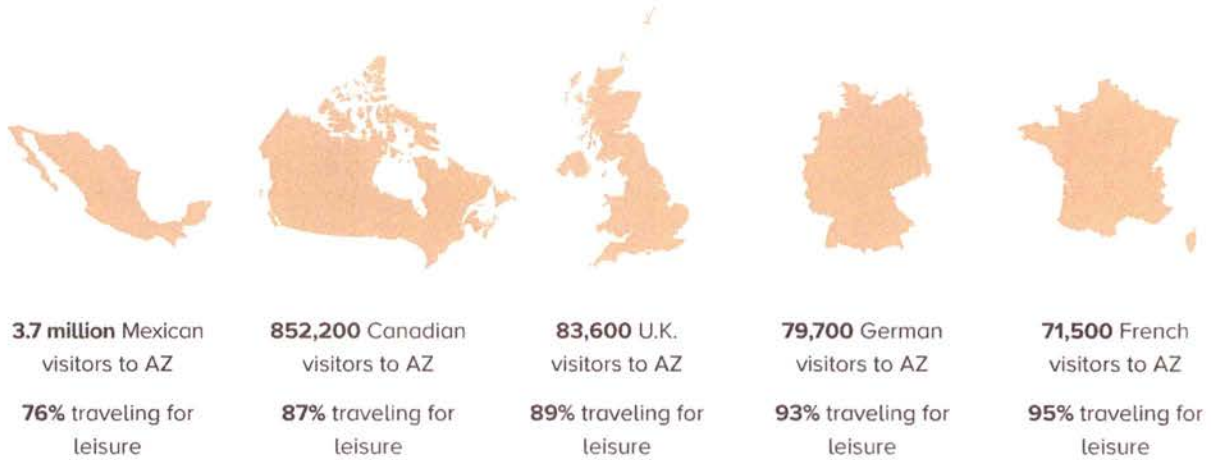 3.7 million Mexican
visitors to AZ
76% traveling for
leisure
852,200 Canadian
visitors to AZ
87% traveling for
leisure
83,600 U.K.
visitors to AZ
89% traveling for
leisure
79,700 German
visitors to AZ
93% traveling for
leisure
71,500 French
visitors to AZ
95% traveling for
leisure